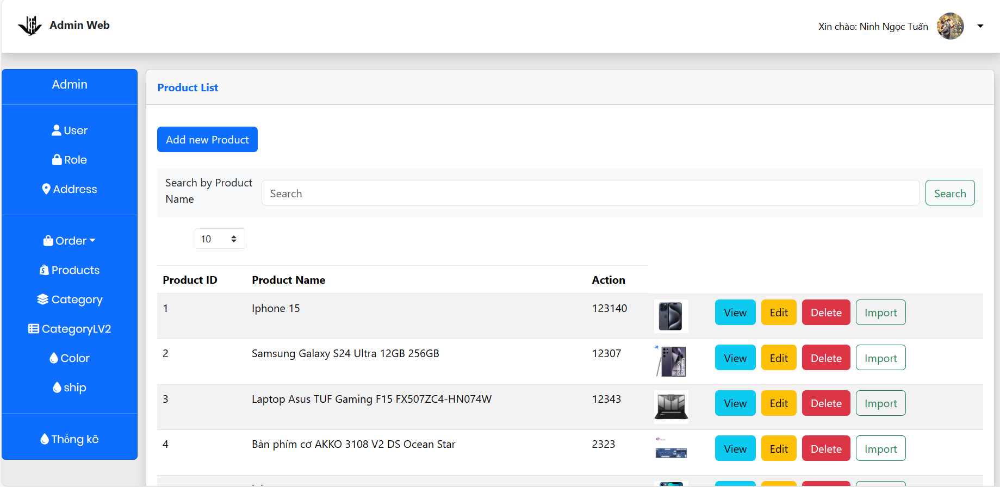 Admin Web
Xin chào: Ninh Ngọc Tuấn
Admin
User
Role
Address
Order
Products
Category
CategoryLV2
Color
ship
Thống kê
Product List
Add new Product
Search by Product
Name
Search
Search
10
Product ID Product Name Action
1 Iphone 15 123140 View Edit Delete Import
2 Samsung Galaxy S24 Ultra 12GB 256GB 12307 Galaxy S24 Ultra View Edit Delete Import
3 Laptop Asus TUF Gaming F15 FX507ZC4-HN074W 12343 TUF View Edit Delete Import
4 Bàn phím cơ AKKO 3108 V2 DS Ocean Star 2323 View Edit Delete Import